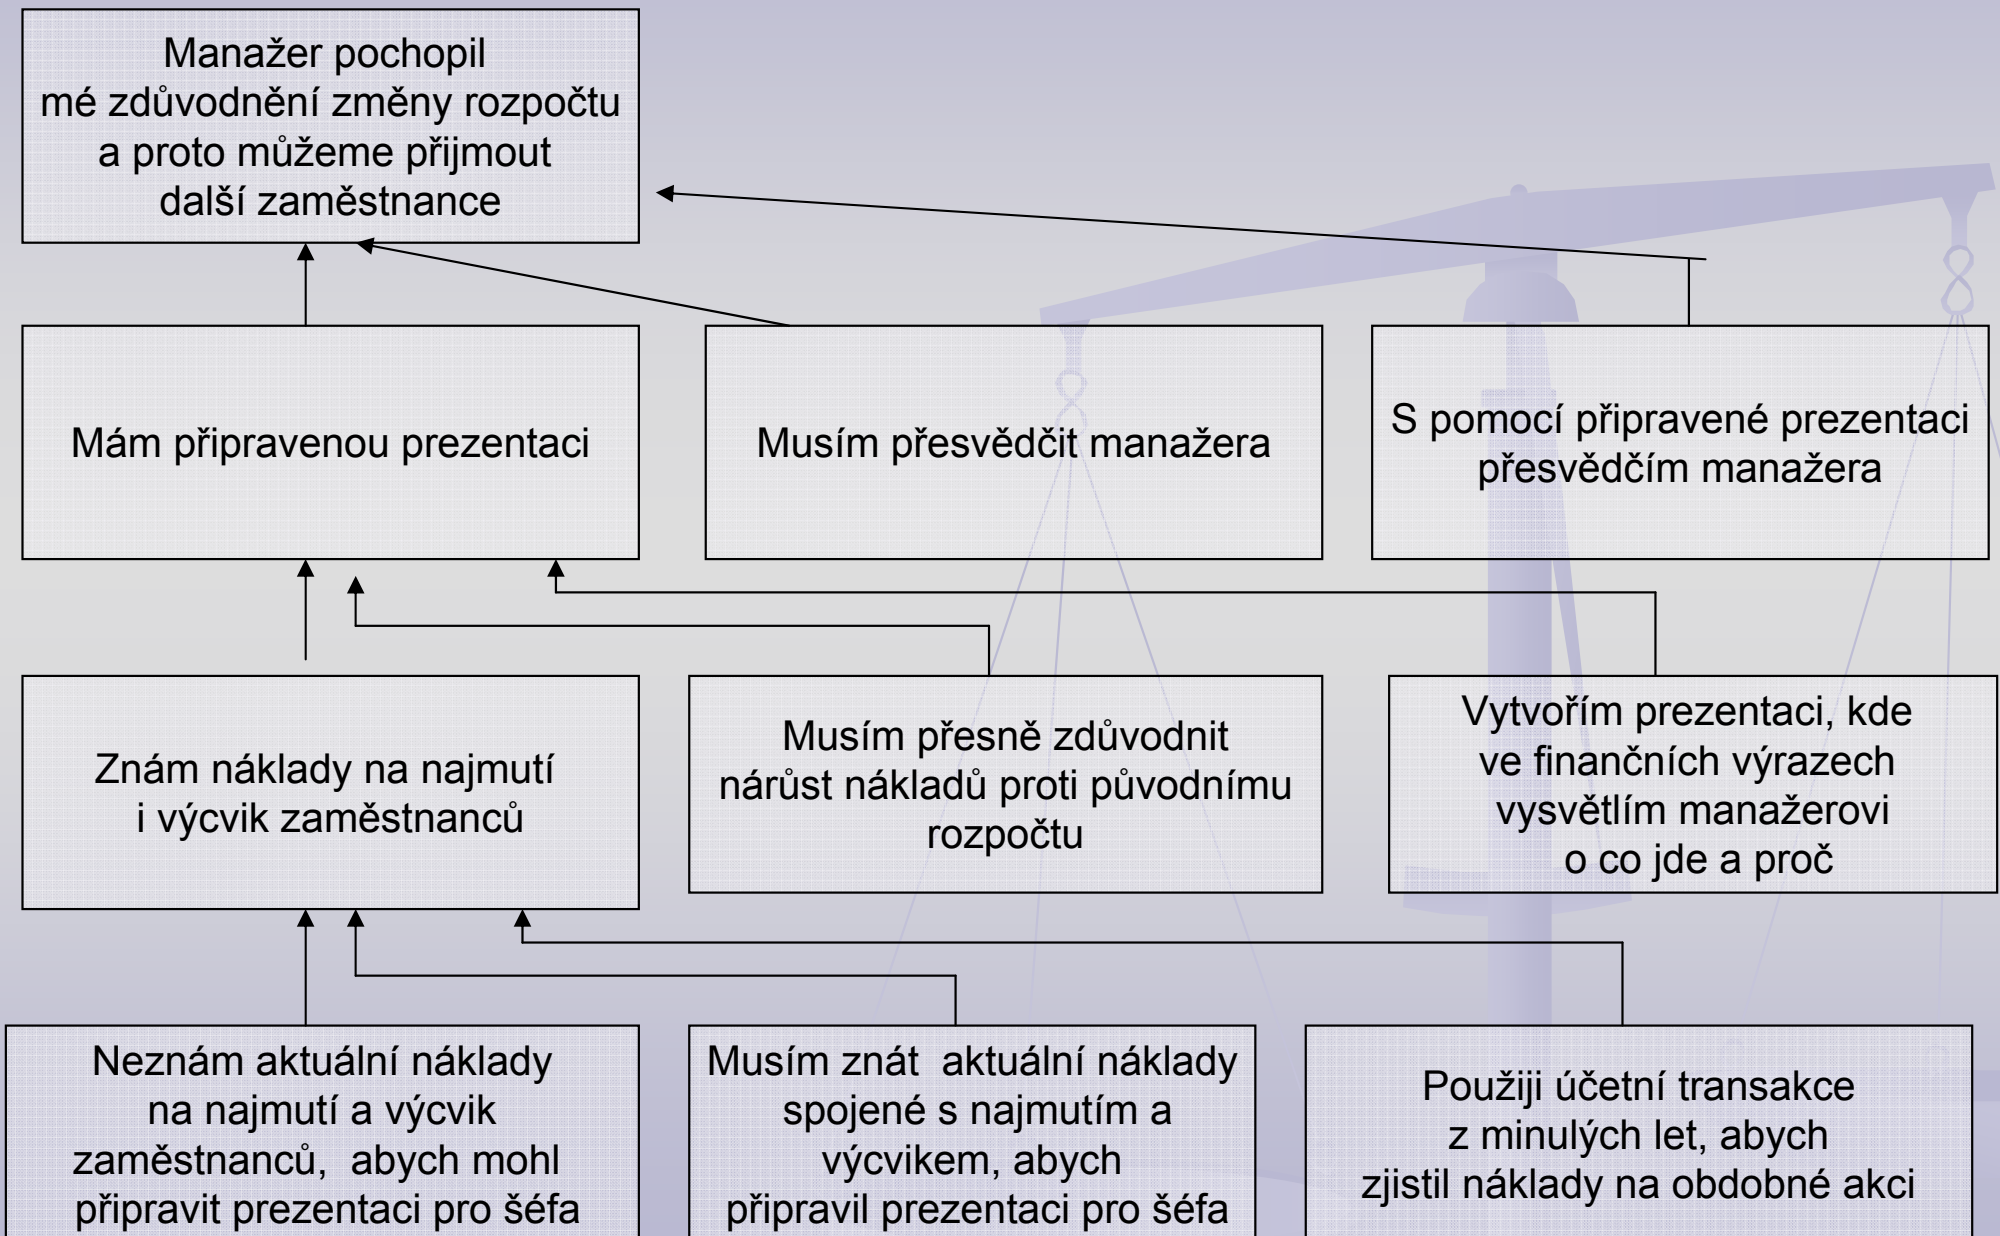 Manažer pochopil
mé zdůvodnění změny rozpočtu
a proto můžeme přijmout
další zaměstnance
Mám připravenou prezentaci
Musím přesvědčit manažera
S pomocí připravené prezentaci
přesvědčím manažera
Znám náklady na najmutí
i výcvik zaměstnanců
Musím přesně zdůvodnit
nárůst nákladů proti původnímu
rozpočtu
Vytvořím prezentaci, kde
ve finančních výrazech
vysvětlím manažerovi
o co jde a proč
Neznám aktuální náklady
na najmutí a výcvik
zaměstnanců, abych mohl
připravit prezentaci pro šéfa
Musím znát aktuální náklady
spojené s najmutím a
výcvikem, abych
připravil prezentaci pro šéfa
Použiji účetní transakce
z minulých let, abych
zjistil náklady na obdobné akci